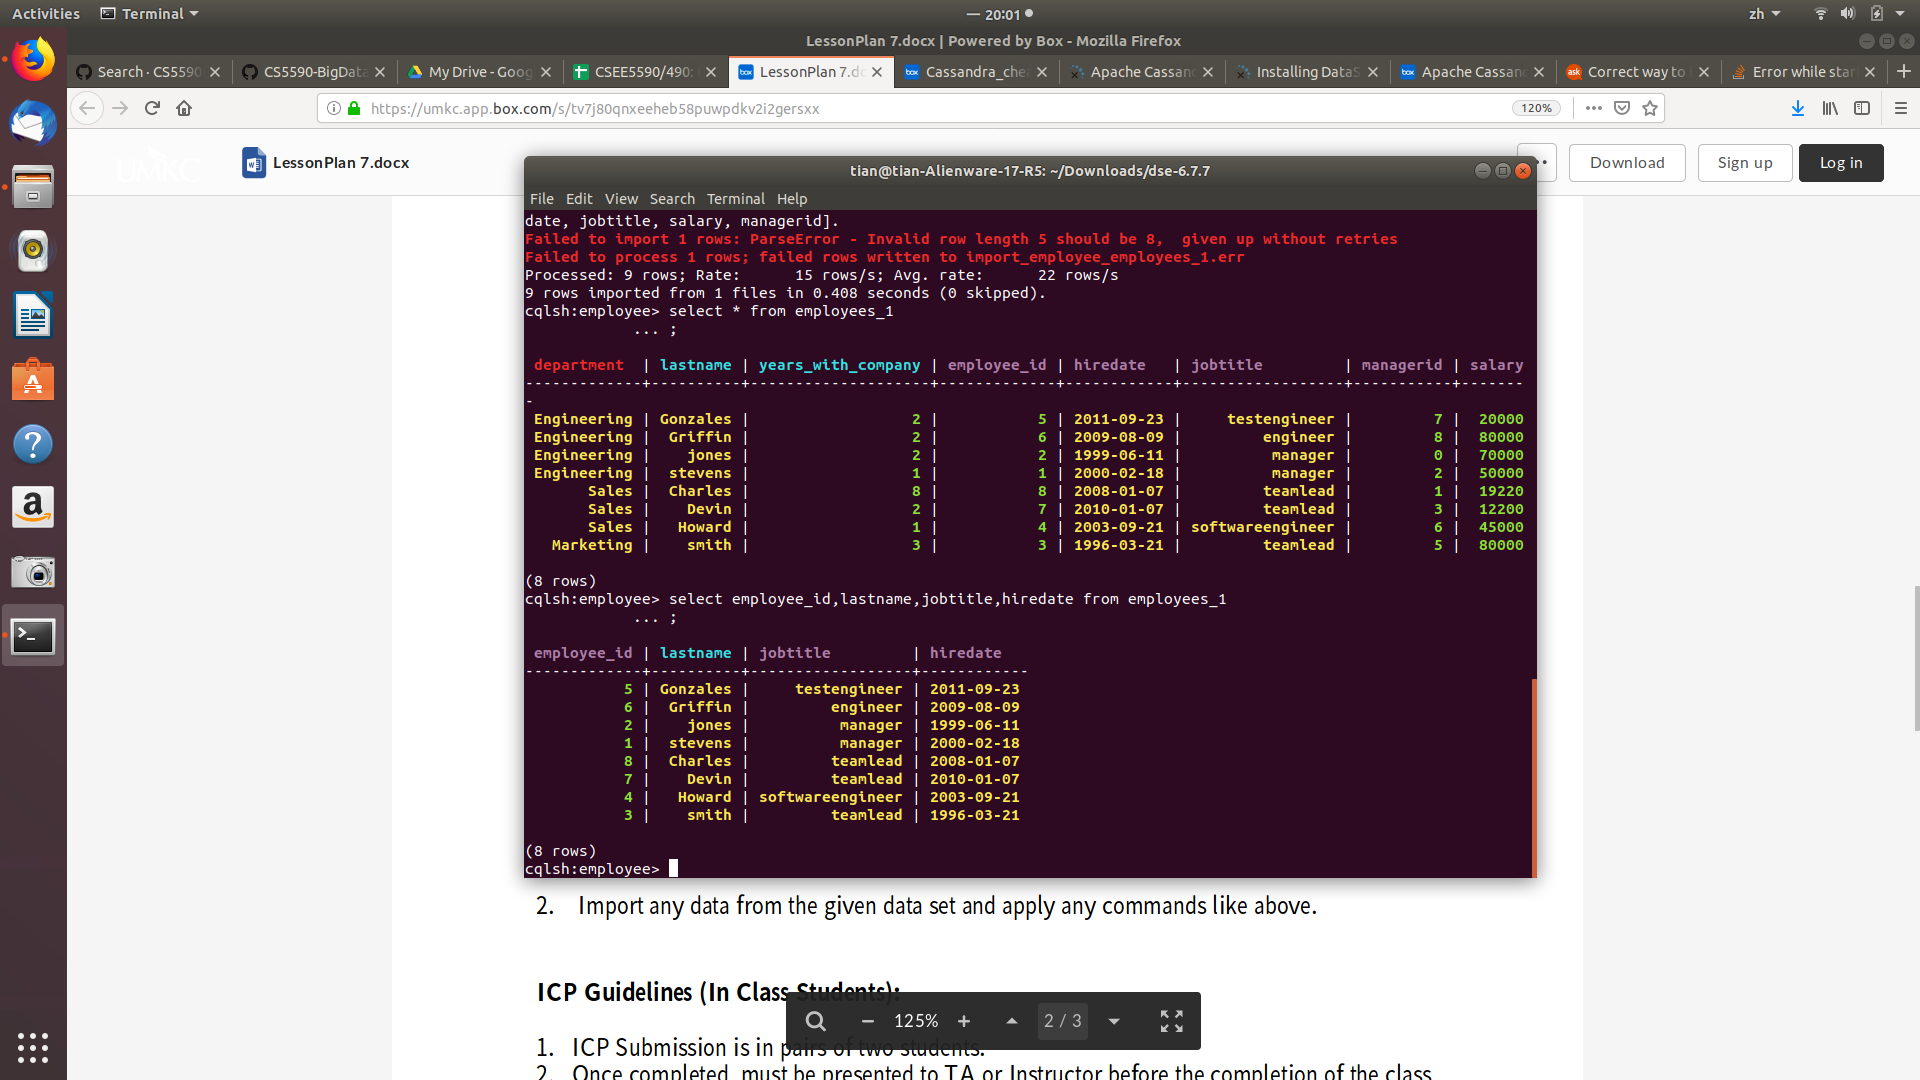 Activities Terminal 20:01 zh
LessonPlan 7.docx | Powered by Box - Mozilla Firefox
Search · CS5590 CS5590-BigData My Drive - Goog CSEE5590/490: LessonPlan 7.do Cassandra_che Apache Cassan Installing DataS Apache Cassan Correct way to Error while star
https://umkc.app.box.com/s/tv7j80qnxeeheb58puwpdkv2i2gersxx 120%
UMKC LessonPlan 7.docx Download Sign up Log in
tian@tian-Alienware-17-R5: ~/Downloads/dse-6.7.7
File Edit View Search Terminal Help
date, jobtitle, salary, managerid].
Failed to import 1 rows: ParseError - Invalid row length 5 should be 8,  given up without retries
Failed to process 1 rows; failed rows written to import_employee_employees_1.err
Processed: 9 rows; Rate:      15 rows/s; Avg. rate:      22 rows/s
9 rows imported from 1 files in 0.408 seconds (0 skipped).
cqlsh:employee> select * from employees_1
            ... ;
 department  | lastname | years_with_company | employee_id | hiredate   | jobtitle         | managerid | salary
-------------+----------+--------------------+-------------+------------+------------------+-----------+-------
-
 Engineering | Gonzales |                  2 |           5 | 2011-09-23 |     testengineer |         7 |  20000
 Engineering |  Griffin |                  2 |           6 | 2009-08-09 |         engineer |         8 |  80000
 Engineering |    jones |                  2 |           2 | 1999-06-11 |          manager |         0 |  70000
 Engineering |  stevens |                  1 |           1 | 2000-02-18 |          manager |         2 |  50000
       Sales |  Charles |                  8 |           8 | 2008-01-07 |         teamlead |         1 |  19220
       Sales |    Devin |                  2 |           7 | 2010-01-07 |         teamlead |         3 |  12200
       Sales |   Howard |                  1 |           4 | 2003-09-21 | softwareengineer |         6 |  45000
   Marketing |    smith |                  3 |           3 | 1996-03-21 |         teamlead |         5 |  80000
(8 rows)
cqlsh:employee> select employee_id,lastname,jobtitle,hiredate from employees_1
            ... ;
 employee_id | lastname | jobtitle         | hiredate
-------------+----------+------------------+------------
           5 | Gonzales |     testengineer | 2011-09-23
           6 |  Griffin |         engineer | 2009-08-09
           2 |    jones |          manager | 1999-06-11
           1 |  stevens |          manager | 2000-02-18
           8 |  Charles |         teamlead | 2008-01-07
           7 |    Devin |         teamlead | 2010-01-07
           4 |   Howard | softwareengineer | 2003-09-21
           3 |    smith |         teamlead | 1996-03-21
(8 rows)
cqlsh:employee>
2. Import any data from the given data set and apply any commands like above.
ICP Guidelines (In Class Students):
125% 2 / 3
1. ICP Submission is in pairs of two students.
2. Once completed, must be presented to TA or Instructor before the completion of the class